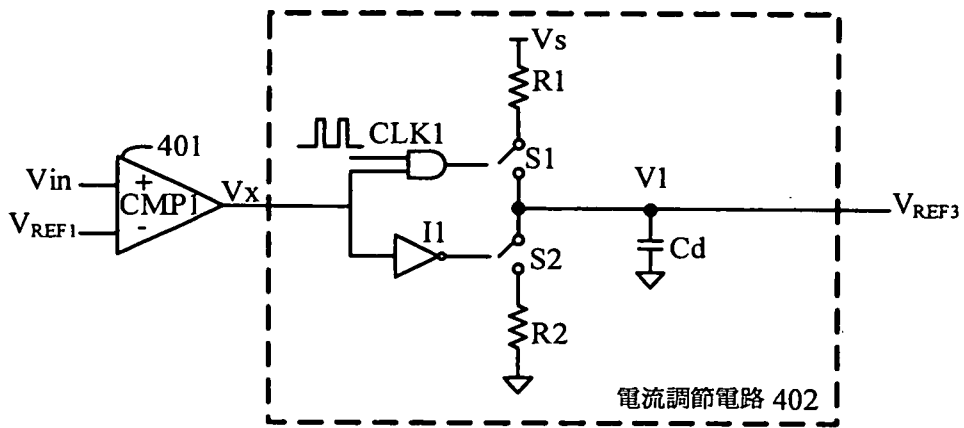 Vs
R1
CLK1
401
S1
Vin
+
CMP1
Vx
V1
VREF3
VREF1
-
I1
S2
Cd
R2
電流調節電路 402